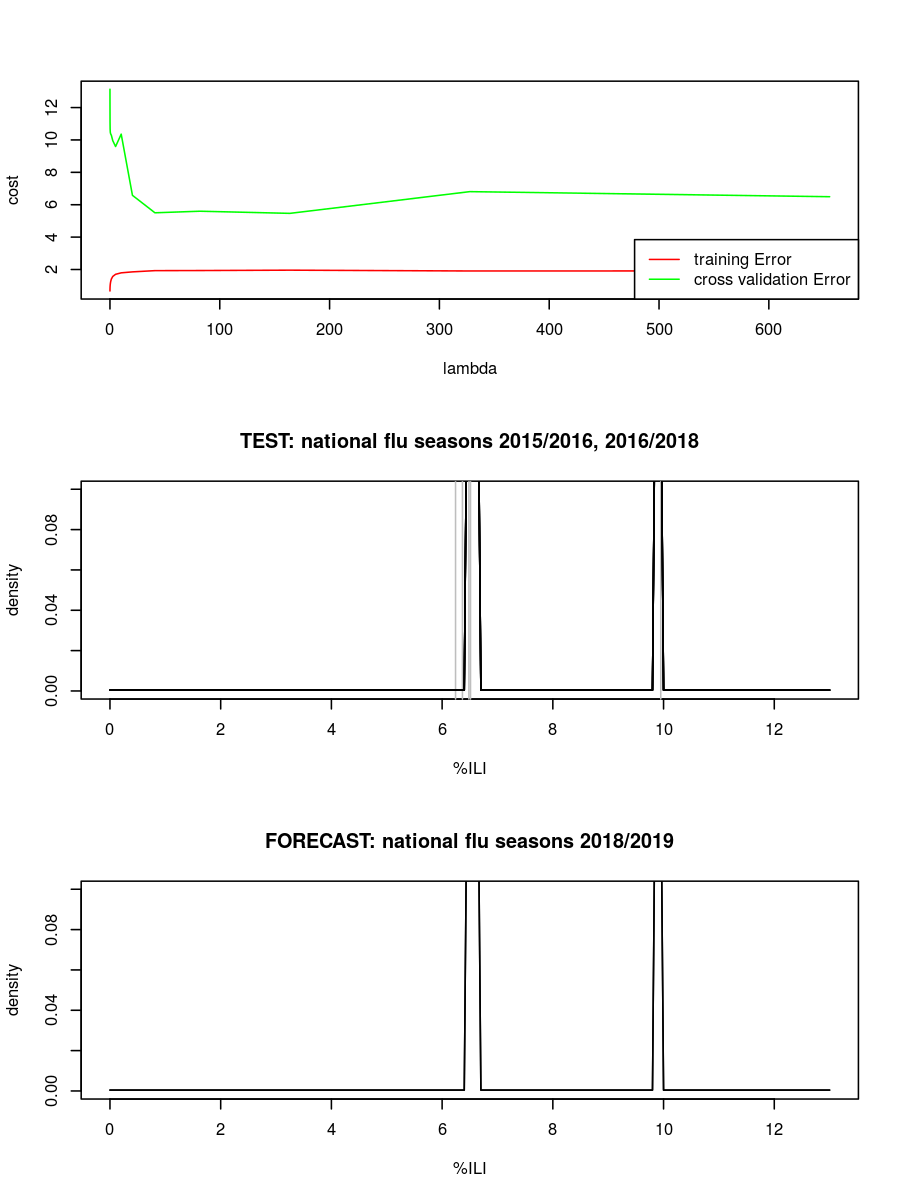 12
10
8
6
4
2
cost
training Error
cross validation Error
0 100 200 300 400 500 600
lambda
TEST: national flu seasons 2015/2016, 2016/2018
0.08
0.04
0.00
density
0 2 4 6 8 10 12
%ILI
FORECAST: national flu seasons 2018/2019
0.08
0.04
0.00
density
0 2 4 6 8 10 12
%ILI